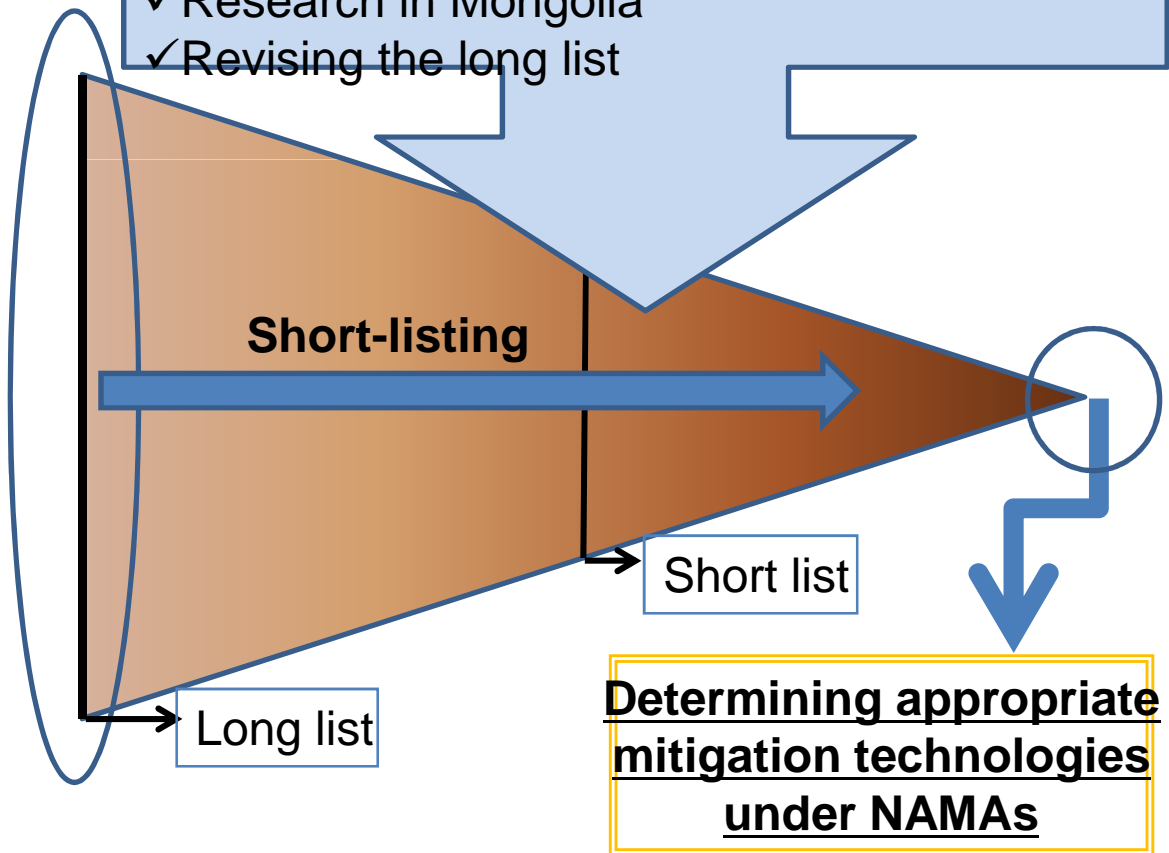 ✓Research in Mongolia
✓Revising the long list
Short-listing
Short list
Long list
Determining appropriate
mitigation technologies
under NAMAs